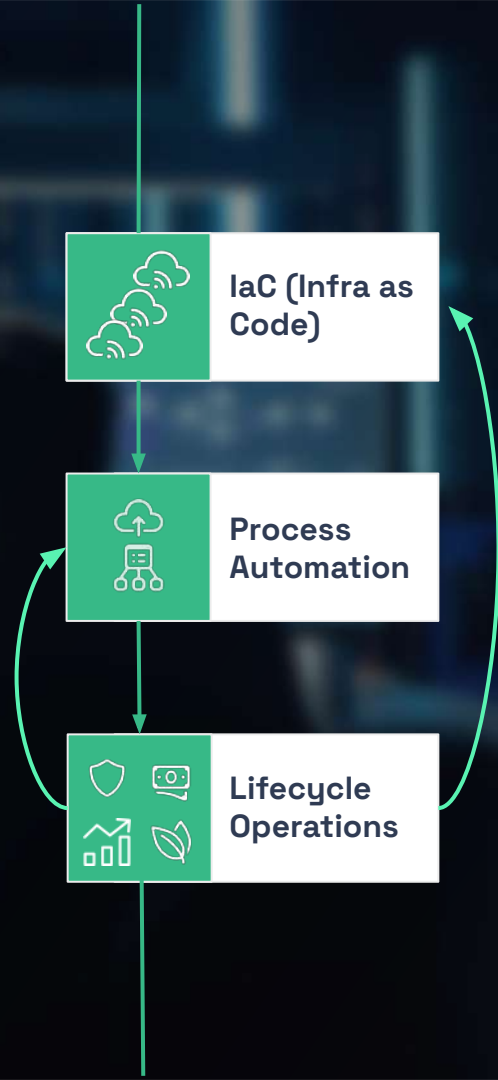 IaC (Infra as
Code)
Process
Automation
Lifecycle
Operations